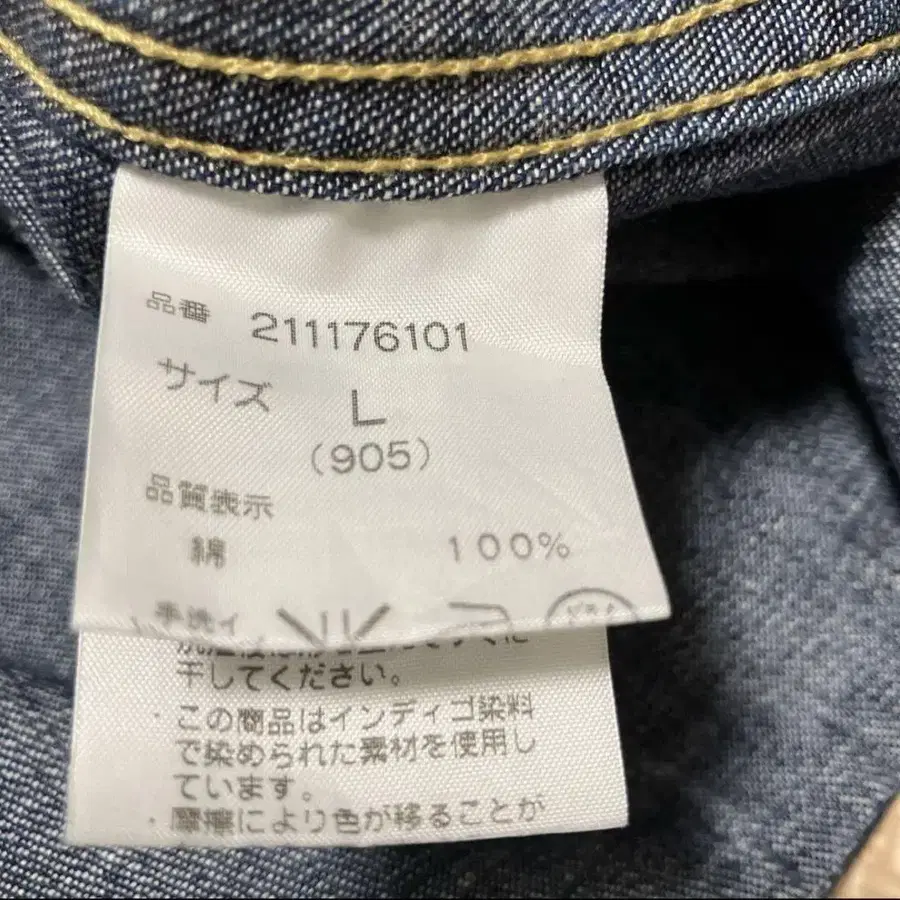 品番 211176101
サイズ L
(905)
品質表示
綿 100%
手洗イ
干してください。
・この商品はインディゴ染料
で染められた素材を使用し
ています。
・摩擦により色が移ることが